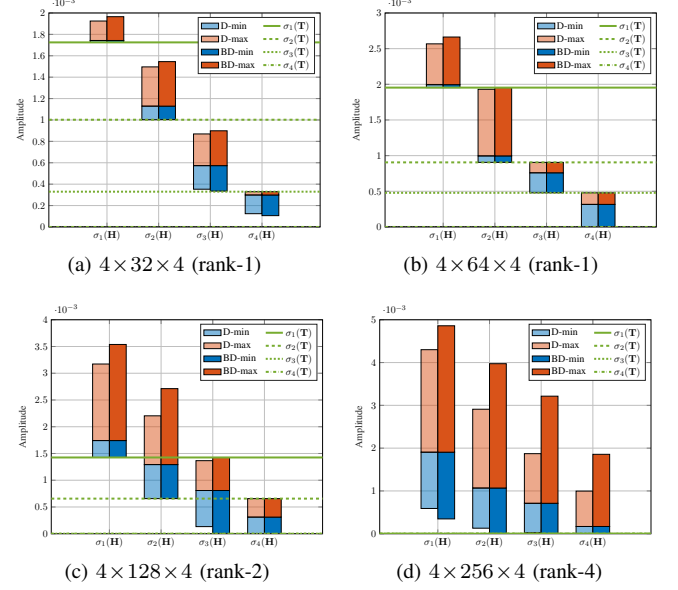 ·10⁻³
2
1.8
1.6
1.4
1.2
1
0.8
0.6
0.4
0.2
0
Amplitude
D-min
D-max
BD-min
BD-max
σ₁(T)
σ₂(T)
σ₃(T)
σ₄(T)
σ₁(H) σ₂(H) σ₃(H) σ₄(H)
(a) 4×32×4 (rank-1)
·10⁻³
3
2.5
2
1.5
1
0.5
0
Amplitude
D-min
D-max
BD-min
BD-max
σ₁(T)
σ₂(T)
σ₃(T)
σ₄(T)
σ₁(H) σ₂(H) σ₃(H) σ₄(H)
(b) 4×64×4 (rank-1)
·10⁻³
4
3.5
3
2.5
2
1.5
1
0.5
0
Amplitude
D-min
D-max
BD-min
BD-max
σ₁(T)
σ₂(T)
σ₃(T)
σ₄(T)
σ₁(H) σ₂(H) σ₃(H) σ₄(H)
(c) 4×128×4 (rank-2)
·10⁻³
5
4
3
2
1
0
Amplitude
D-min
D-max
BD-min
BD-max
σ₁(T)
σ₂(T)
σ₃(T)
σ₄(T)
σ₁(H) σ₂(H) σ₃(H) σ₄(H)
(d) 4×256×4 (rank-4)